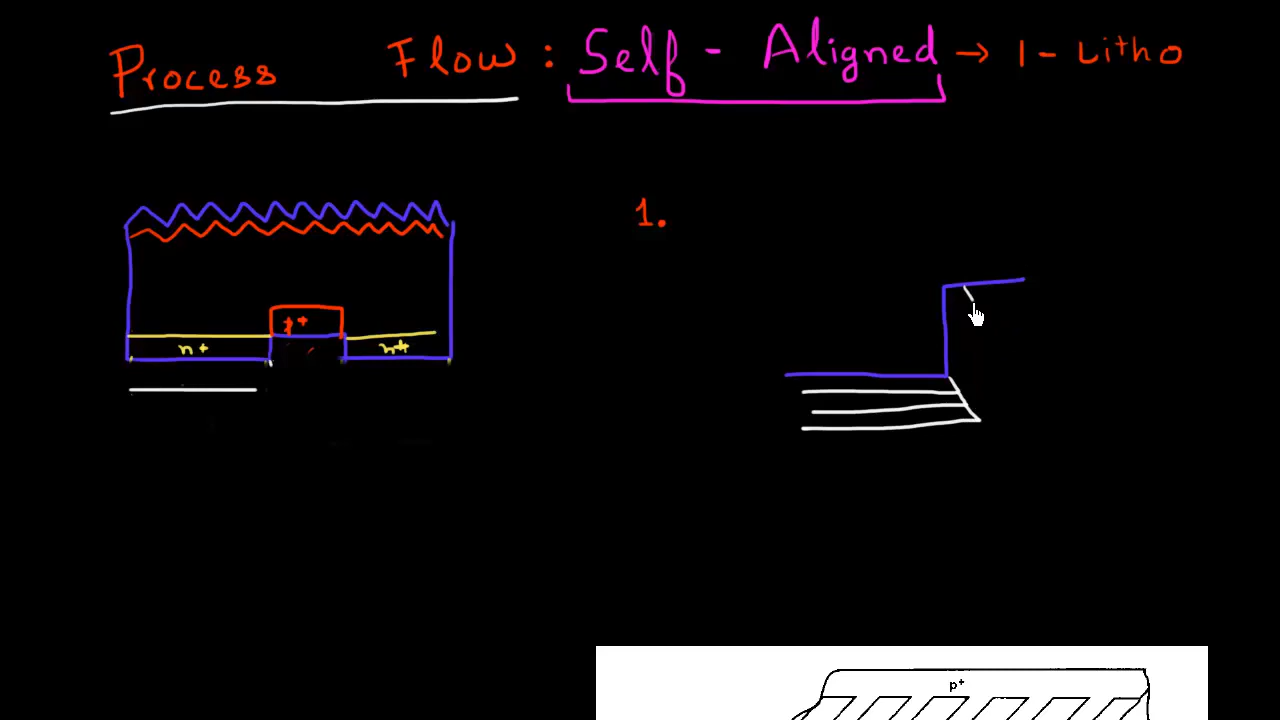 Process Flow : Self - Aligned → 1 - Litho
1.
p+
n+ n+
p+